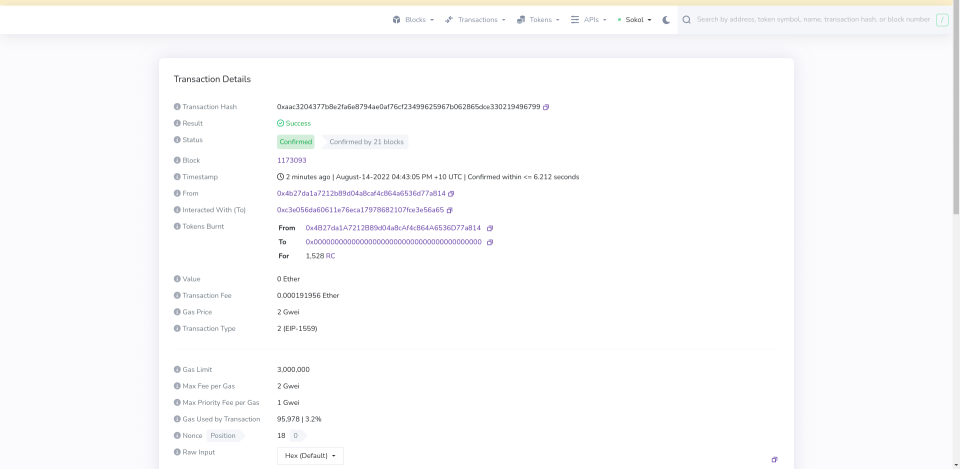 Blocks Transactions Tokens APIs Sokol Search by address, token symbol, name, transaction hash, or block number /
Transaction Details
Transaction Hash 0xaac3204377b8e2fa6e8794ae0af76cf23499625967b062865dce330219496799
Result Success
Status Confirmed Confirmed by 21 blocks
Block 1173093
Timestamp 2 minutes ago | August-14-2022 04:43:05 PM +10 UTC | Confirmed within <= 6.212 seconds
From 0x4b27da1a7212b89d04a8caf4c864a6536d77a814
Interacted With (To) 0xc3e056da60611e76eca17978682107fce3e56a65
Tokens Burnt From 0x4B27da1A7212B89d04a8cAf4C864A6536D77a814
To 0x0000000000000000000000000000000000000000
For 1,528 RC
Value 0 Ether
Transaction Fee 0.000191956 Ether
Gas Price 2 Gwei
Transaction Type 2 (EIP-1559)
Gas Limit 3,000,000
Max Fee per Gas 2 Gwei
Max Priority Fee per Gas 1 Gwei
Gas Used by Transaction 95,978 | 3.2%
Nonce Position 18 0
Raw Input Hex (Default)